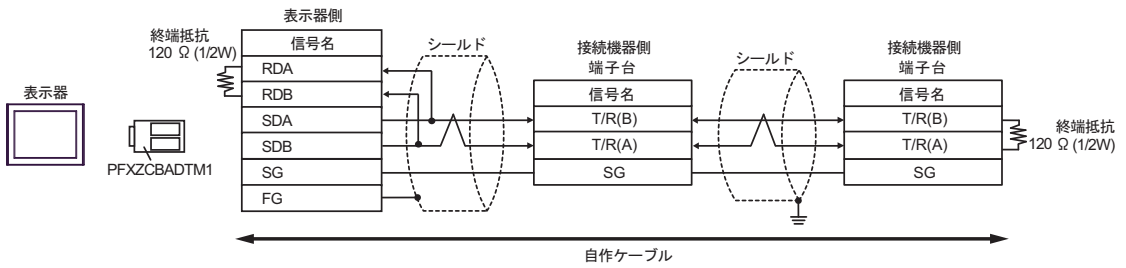 表示器側
信号名
終端抵抗
120 Ω (1/2W)
RDA
RDB
SDA
SDB
SG
FG
表示器
PFXZCBADTM1
シールド
接続機器側
端子台
信号名
T/R(B)
T/R(A)
SG
シールド
接続機器側
端子台
信号名
T/R(B)
T/R(A)
SG
終端抵抗
120 Ω (1/2W)
自作ケーブル